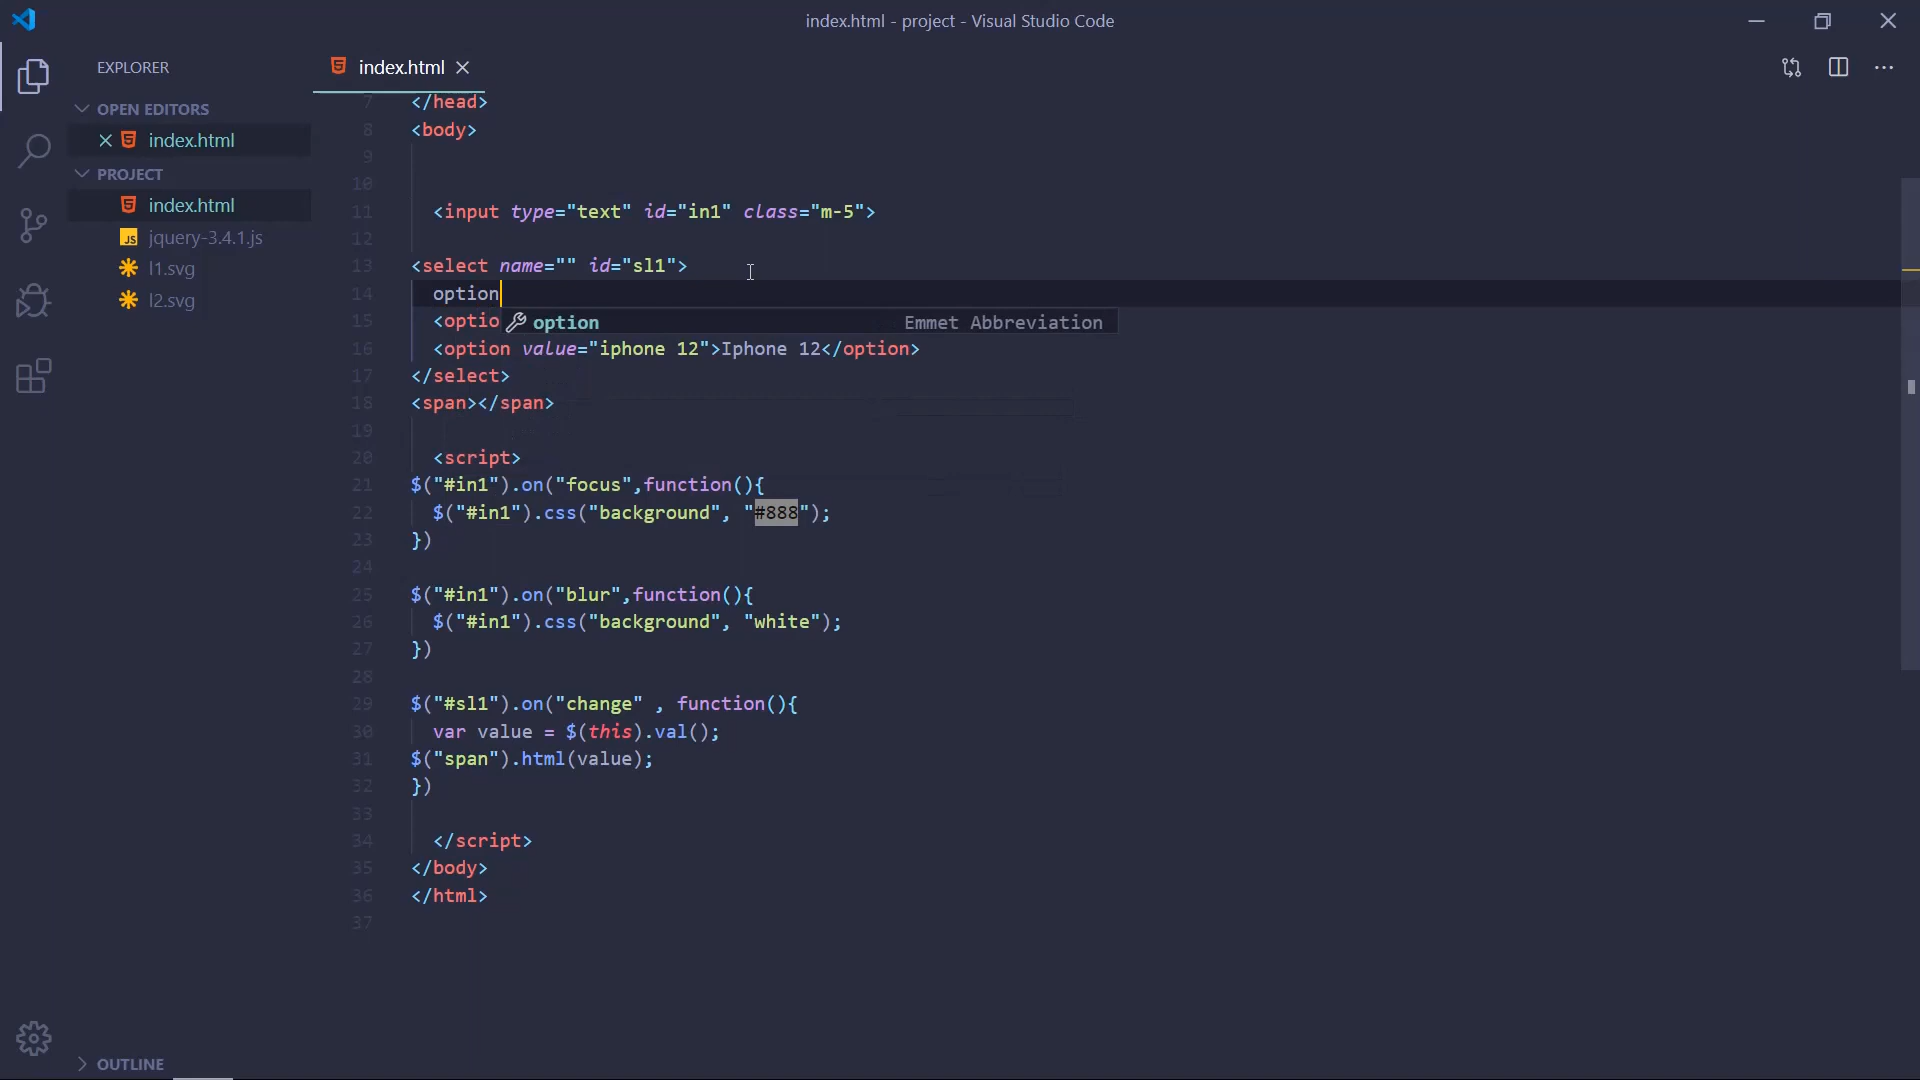 index.html - project - Visual Studio Code
EXPLORER
index.html
OPEN EDITORS
index.html
PROJECT
index.html
JS jquery-3.4.1.js
l1.svg
l2.svg
OUTLINE
7 </head>
8 <body>
9
10
11 <input type="text" id="in1" class="m-5">
12
13 <select name="" id="sl1">
14 option
15 <optio
option Emmet Abbreviation
16 <option value="iphone 12">Iphone 12</option>
17 </select>
18 <span></span>
19
20 <script>
21 $("#in1").on("focus",function(){
22 $("#in1").css("background", "#888");
23 })
24
25 $("#in1").on("blur",function(){
26 $("#in1").css("background", "white");
27 })
28
29 $("#sl1").on("change" , function(){
30 var value = $(this).val();
31 $("span").html(value);
32 })
33
34 </script>
35 </body>
36 </html>
37